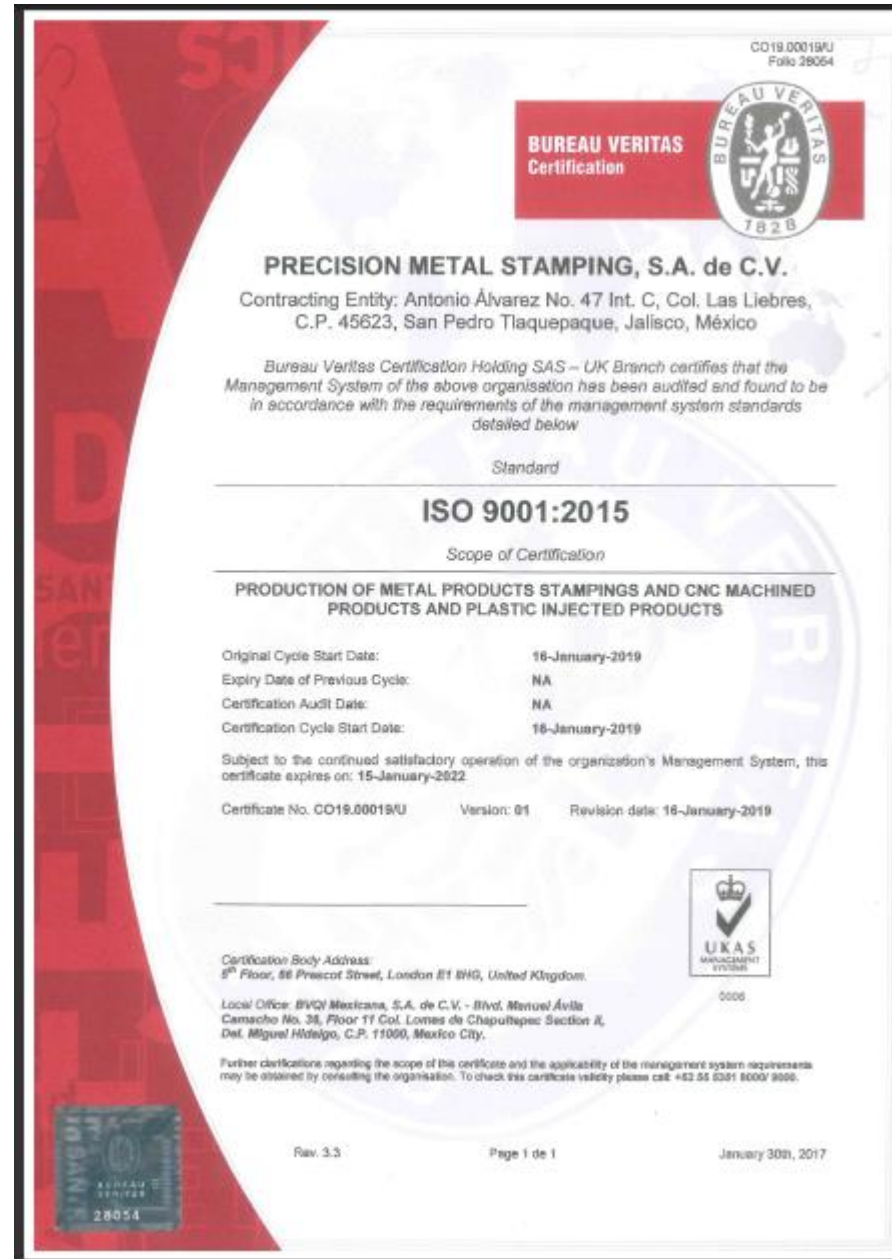 CO19.00019/U
Folio 28054
BUREAU VERITAS
Certification
BUREAU VERITAS
1828
PRECISION METAL STAMPING, S.A. de C.V.
Contracting Entity: Antonio Álvarez No. 47 Int. C, Col. Las Liebres,
C.P. 45623, San Pedro Tlaquepaque, Jalisco, México
Bureau Veritas Certification Holding SAS – UK Branch certifies that the
Management System of the above organisation has been audited and found to be
in accordance with the requirements of the management system standards
detailed below
Standard
ISO 9001:2015
Scope of Certification
PRODUCTION OF METAL PRODUCTS STAMPINGS AND CNC MACHINED
PRODUCTS AND PLASTIC INJECTED PRODUCTS
Original Cycle Start Date: 16-January-2019
Expiry Date of Previous Cycle: NA
Certification Audit Date: NA
Certification Cycle Start Date: 16-January-2019
Subject to the continued satisfactory operation of the organization's Management System, this
certificate expires on: 15-January-2022
Certificate No. CO19.00019/U Version: 01 Revision date: 16-January-2019
UKAS
MANAGEMENT
SYSTEMS
0008
Certification Body Address:
5th Floor, 66 Prescot Street, London E1 8HG, United Kingdom.
Local Office: BVQI Mexicana, S.A. de C.V. - Blvd. Manuel Ávila
Camacho No. 36, Floor 11 Col. Lomes de Chapultepec Section II,
Del. Miguel Hidalgo, C.P. 11000, Mexico City.
Further clarifications regarding the scope of this certificate and the applicability of the management system requirements
may be obtained by consulting the organisation. To check this certificate validity please call: +52 55 5351 8000/ 9000.
BUREAU
VERITAS
28054
Rev. 3.3 Page 1 de 1 January 30th, 2017